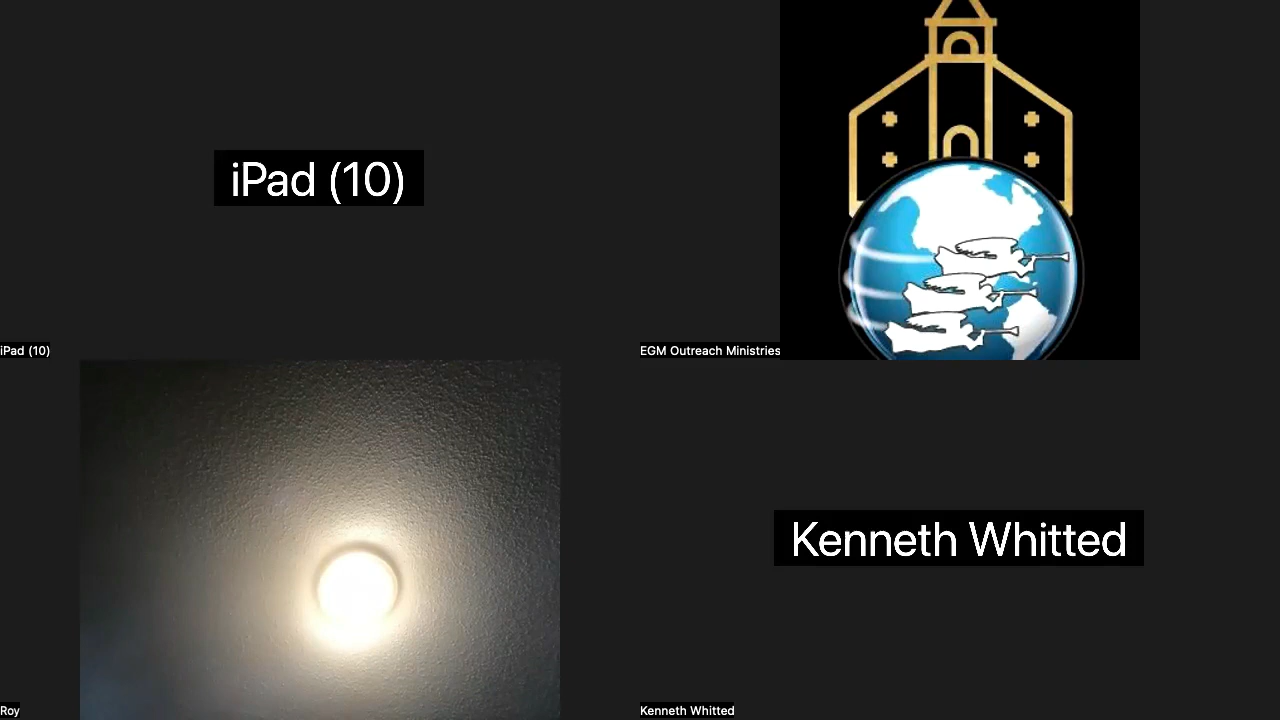 iPad (10)
iPad (10)
EGM Outreach Ministries
Kenneth Whitted
Roy
Kenneth Whitted